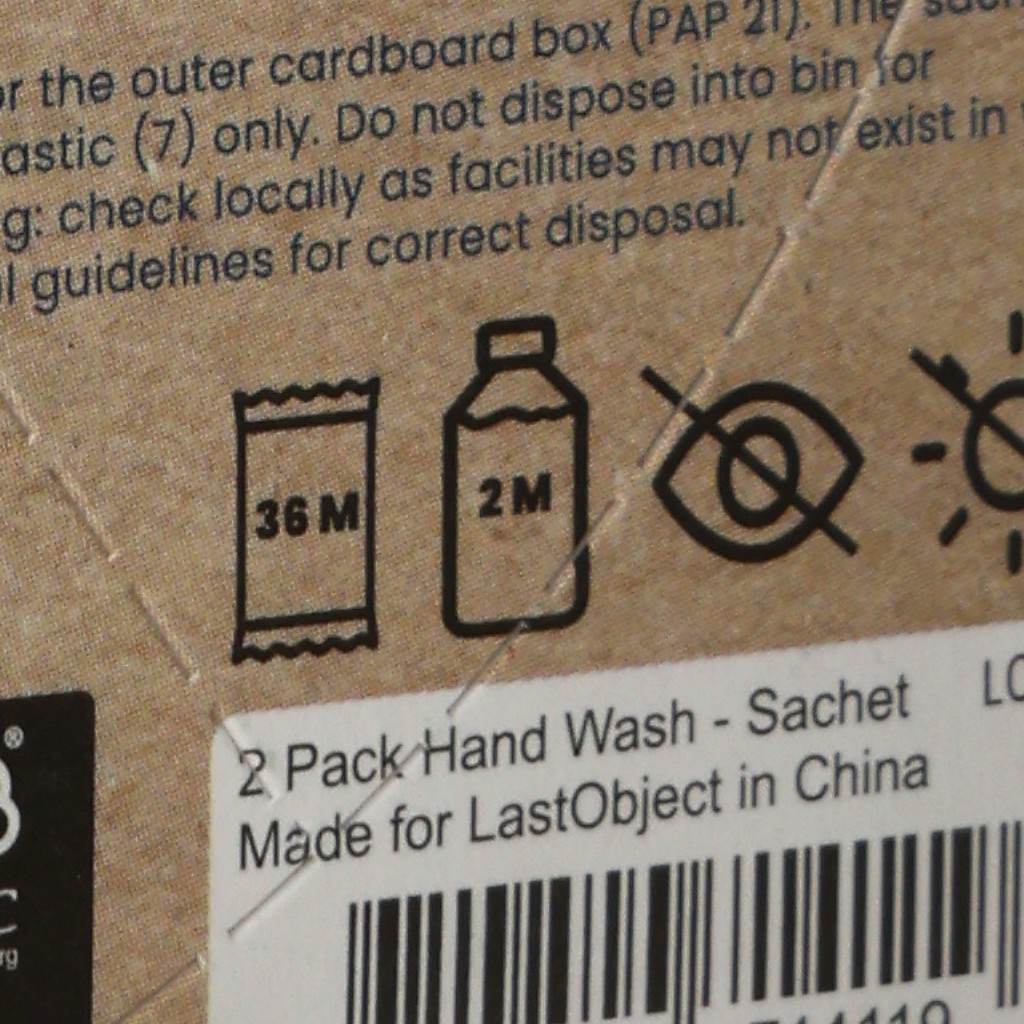 the outer cardboard box (PAP 21). The
(7) only. Do not dispose into bin for
check locally as facilities may not exist in
guidelines for correct disposal.
36 M 2 M
2 Pack Hand Wash - Sachet
Made for LastObject in China
®